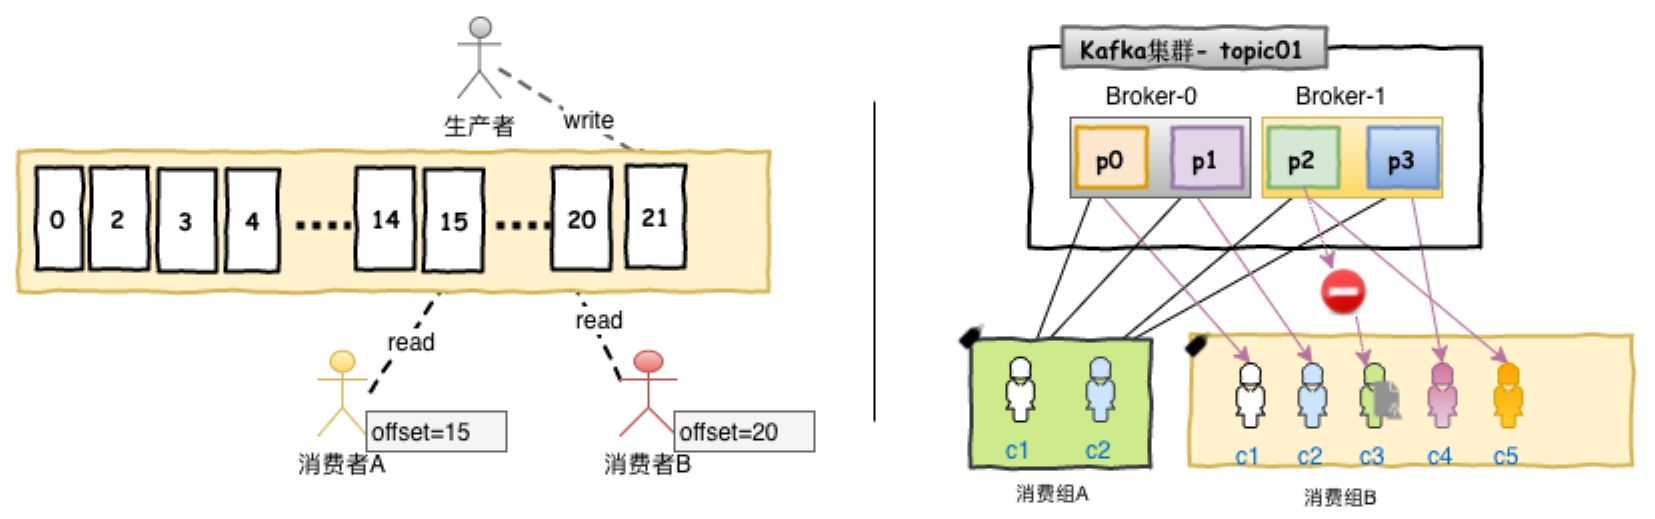 生产者
write
0 2 3 4 ..... 14 15 ..... 20 21
read
read
offset=15
offset=20
消费者A
消费者B
Kafka集群- topic01
Broker-0
Broker-1
p0 p1 p2 p3
c1 c2
消费组A
c1 c2 c3 c4 c5
消费组B